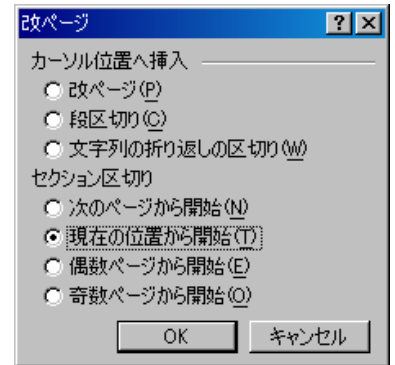 改ページ
カーソル位置へ挿入
改ページ(P)
段区切り(C)
文字列の折り返しの区切り(W)
セクション区切り
次のページから開始(N)
現在の位置から開始(T)
偶数ページから開始(E)
奇数ページから開始(O)
OK キャンセル